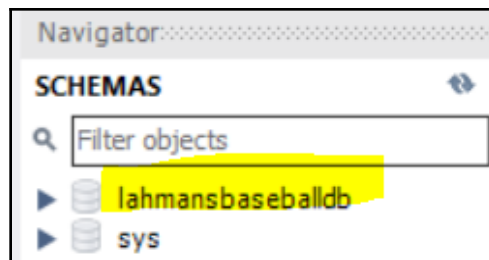 Navigator
SCHEMAS
Filter objects
lahmansbaseballdb
sys